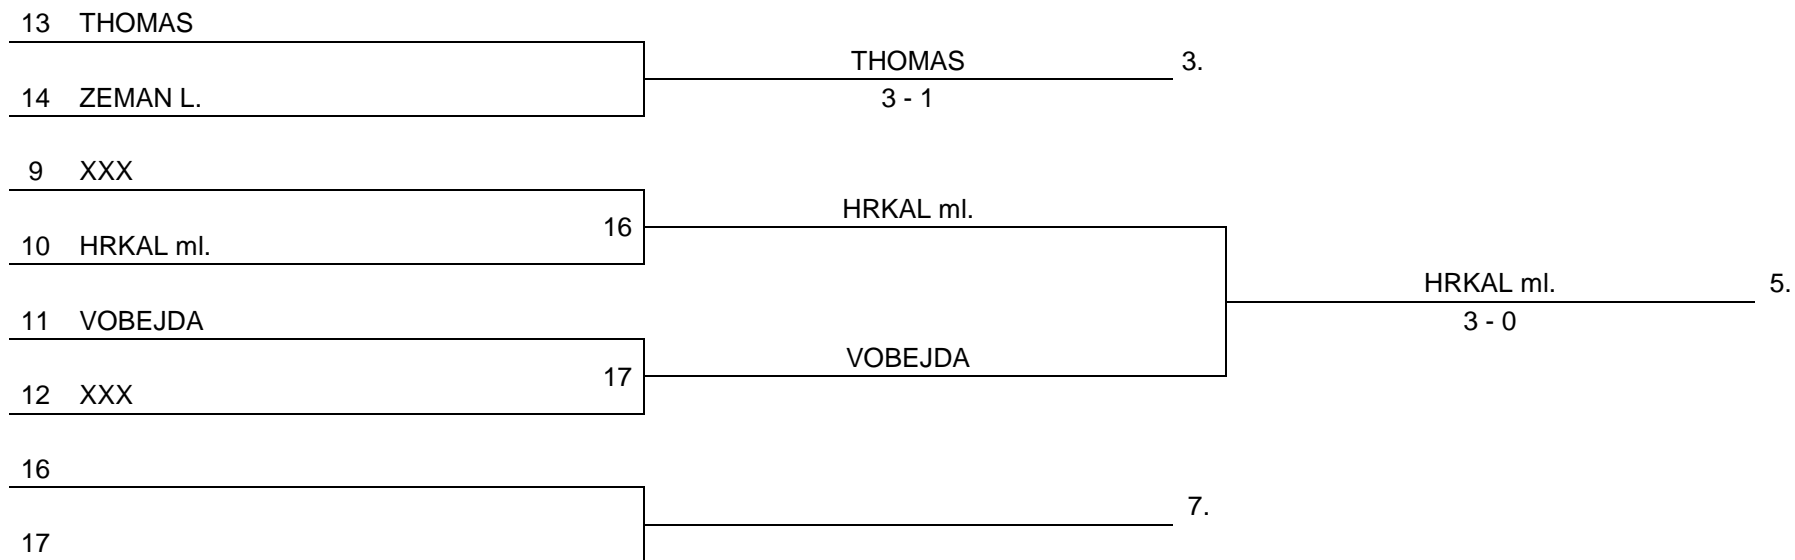 13 THOMAS
THOMAS 3.
14 ZEMAN L. 3 - 1
9 XXX
HRKAL ml.
16
10 HRKAL ml.
HRKAL ml. 5.
11 VOBEJDA 3 - 0
VOBEJDA
17
12 XXX
16
7.
17